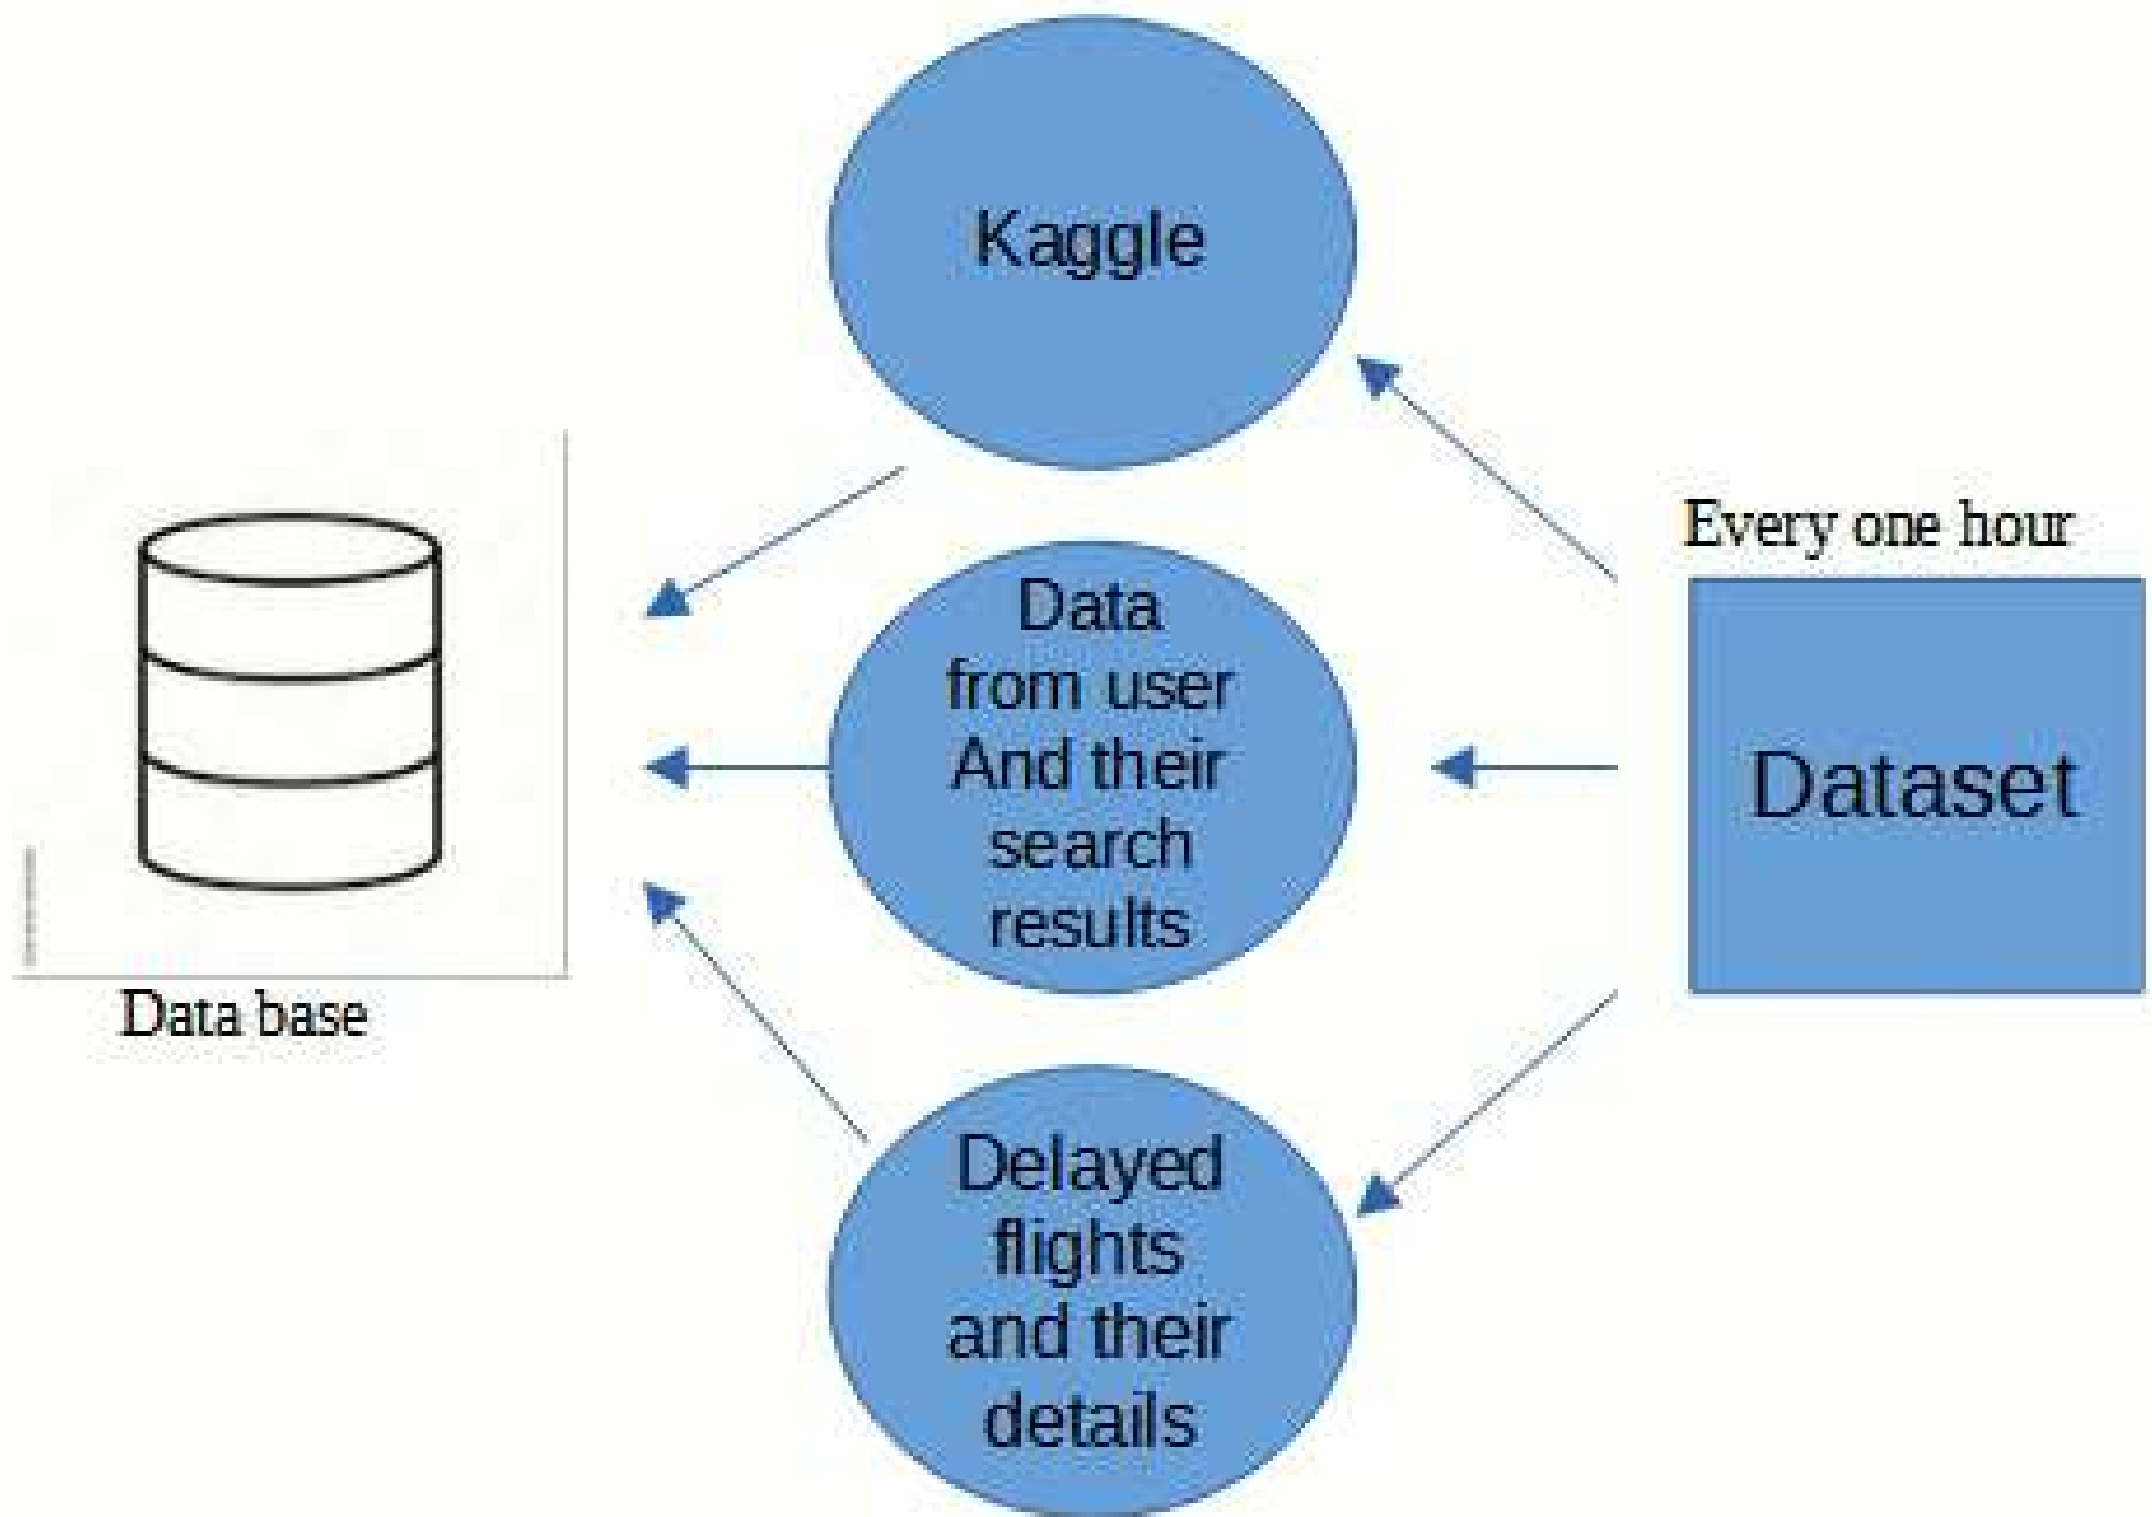 Kaggle
Every one hour
Data
from user
And their
search
results
Dataset
Data base
Delayed
flights
and their
details